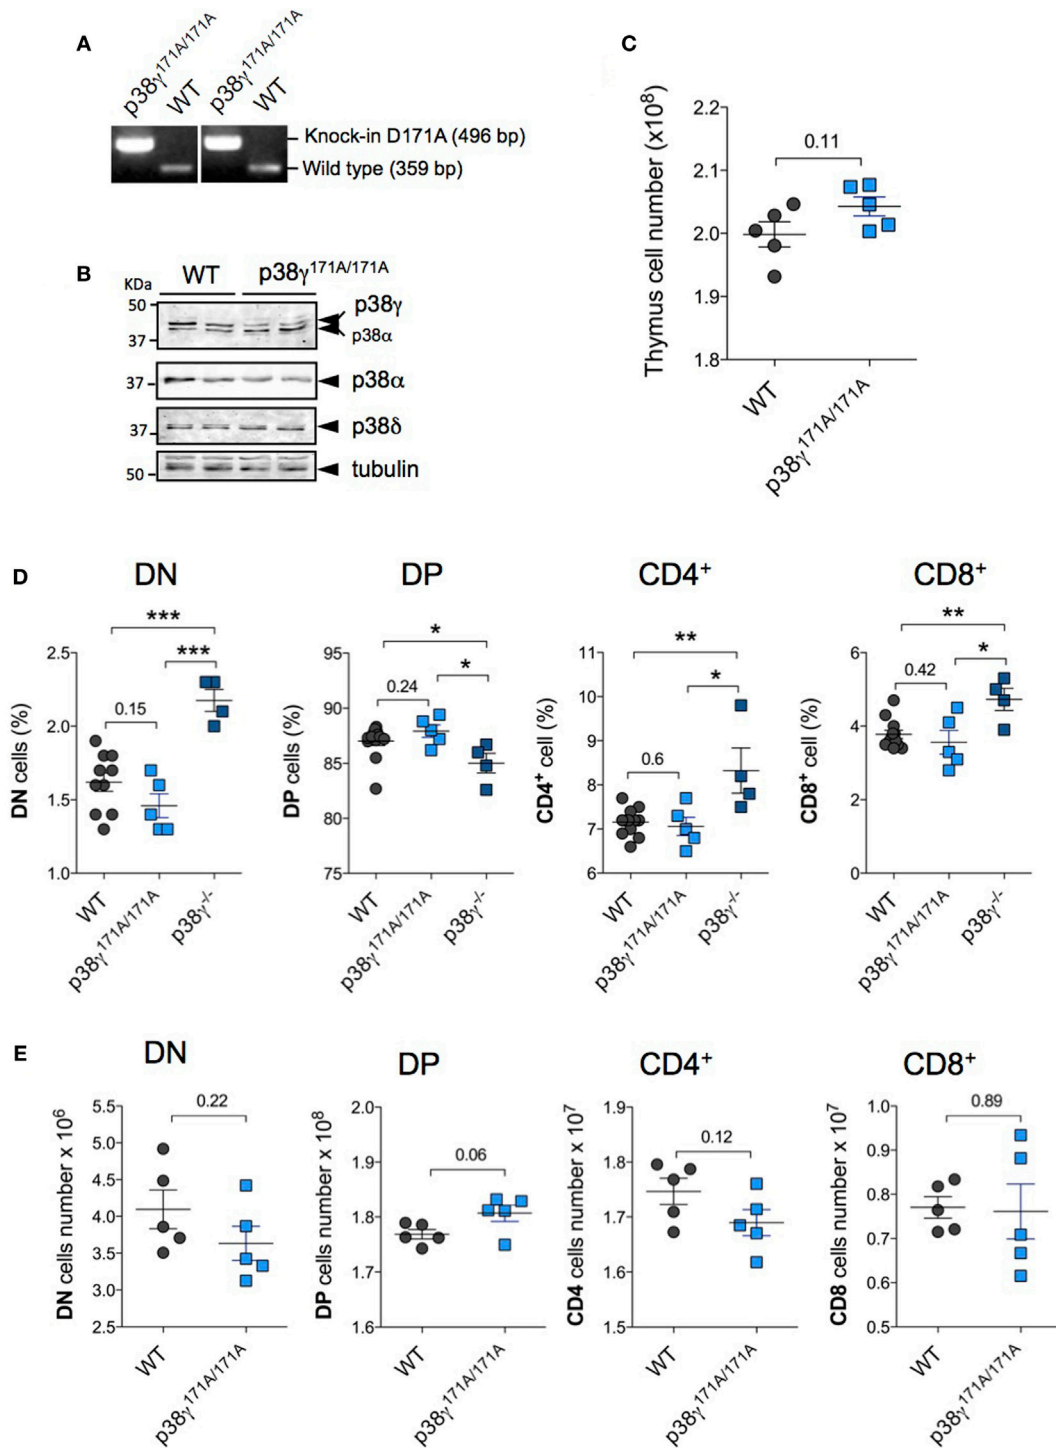 A
p38γ171A/171A
WT
p38γ171A/171A
WT
Knock-in D171A (496 bp)
Wild type (359 bp)
B
WT
p38γ171A/171A
KDa
50
37
p38γ
p38α
37
p38α
37
p38δ
50
tubulin
C
Thymus cell number (x10⁸)
2.2
2.1
2.0
1.9
1.8
0.11
WT
p38γ171A/171A
D
DN
DN cells (%)
2.5
2.0
1.5
1.0
***
***
0.15
WT
p38γ171A/171A
p38γ-/-
DP
DP cells (%)
95
90
85
80
75
*
*
0.24
WT
p38γ171A/171A
p38γ-/-
CD4⁺
CD4⁺ cell (%)
11
10
9
8
7
6
**
*
0.6
WT
p38γ171A/171A
p38γ-/-
CD8⁺
CD8⁺ cell (%)
6
4
2
0
**
*
0.42
WT
p38γ171A/171A
p38γ-/-
E
DN
DN cells number x 10⁶
5.5
5.0
4.5
4.0
3.5
3.0
2.5
0.22
WT
p38γ171A/171A
DP
DP cells number x 10⁸
2.0
1.9
1.8
1.7
1.6
0.06
WT
p38γ171A/171A
CD4⁺
CD4 cells number x 10⁷
1.9
1.8
1.7
1.6
1.5
0.12
WT
p38γ171A/171A
CD8⁺
CD8 cells number x 10⁷
1.0
0.9
0.8
0.7
0.6
0.5
0.89
WT
p38γ171A/171A